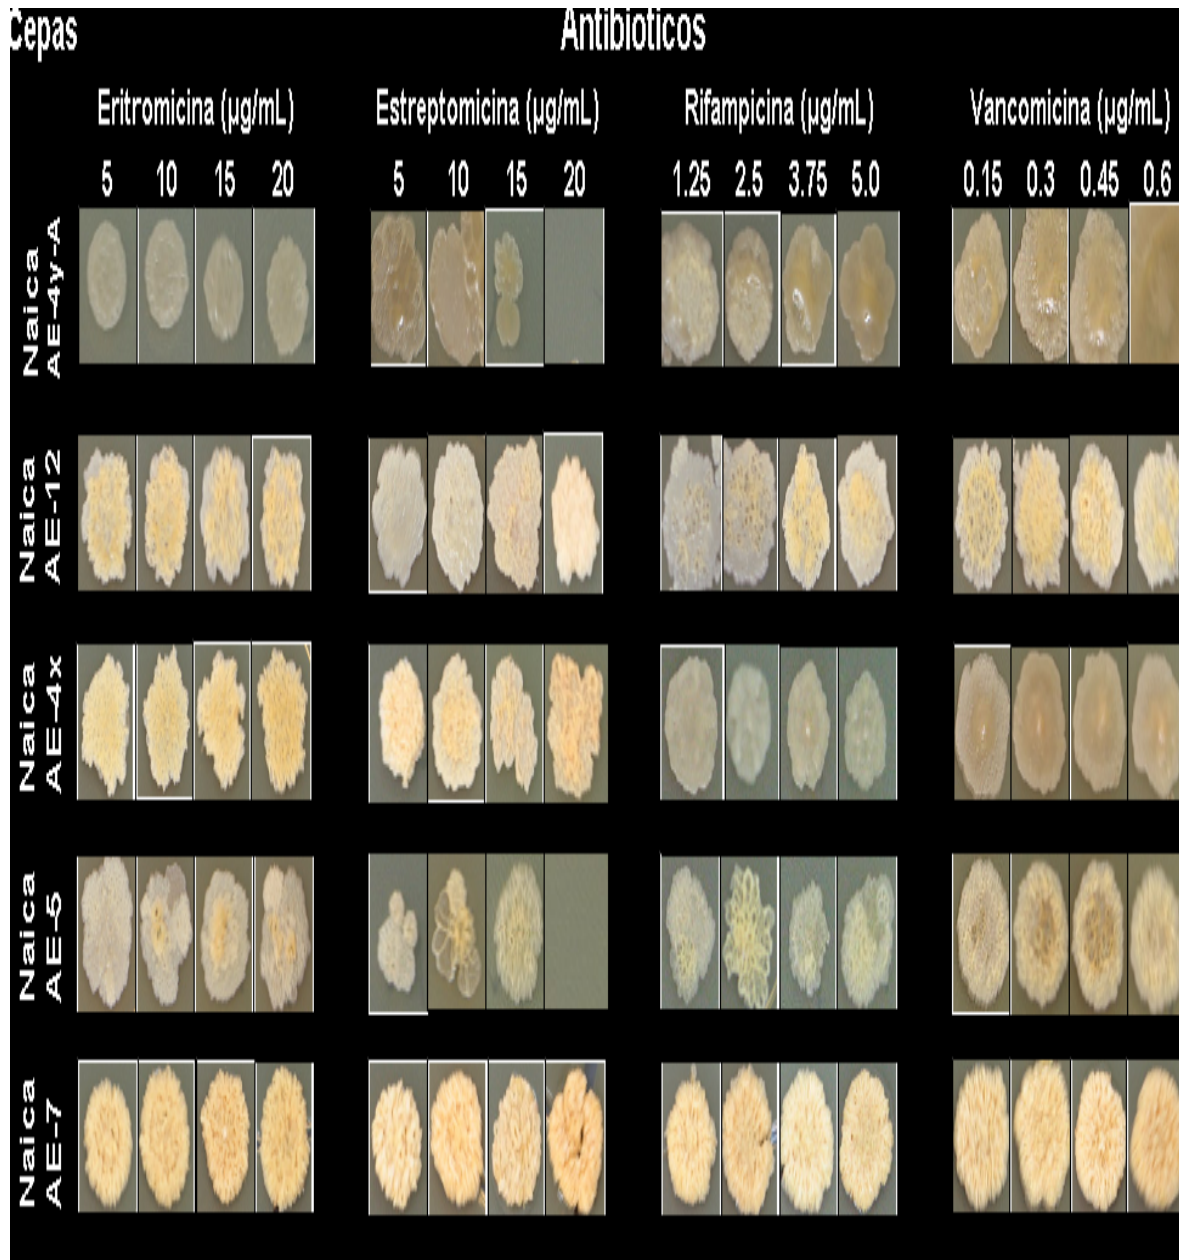 Cepas
Antibioticos
Eritromicina (µg/mL)
Estreptomicina (µg/mL)
Rifampicina (µg/mL)
Vancomicina (µg/mL)
5 10 15 20
5 10 15 20
1.25 2.5 3.75 5.0
0.15 0.3 0.45 0.6
Naica
AE-4y-A
Naica
AE-12
Naica
AE-4x
Naica
AE-5
Naica
AE-7